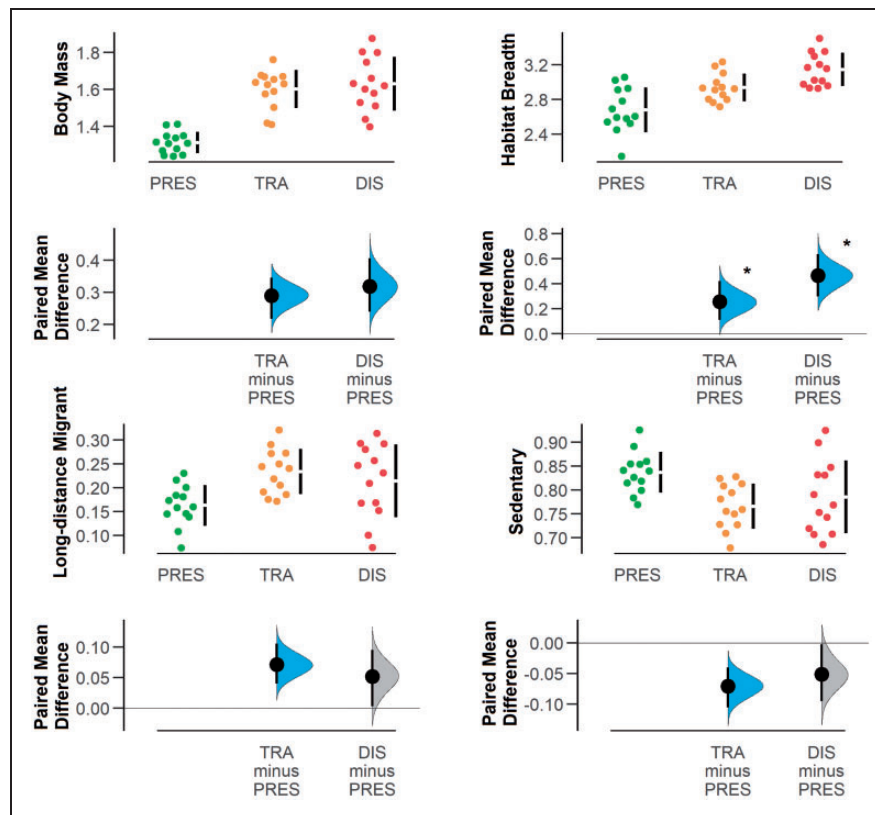 Body Mass
1.8
1.6
1.4
PRES
TRA
DIS
Habitat Breadth
3.2
2.8
2.4
PRES
TRA
DIS
Paired Mean
Difference
0.4
0.3
0.2
TRA
minus
PRES
DIS
minus
PRES
Paired Mean
Difference
0.8
0.6
0.4
0.2
0.0
*
*
TRA
minus
PRES
DIS
minus
PRES
Long-distance Migrant
0.30
0.25
0.20
0.15
0.10
PRES
TRA
DIS
Sedentary
0.90
0.85
0.80
0.75
0.70
PRES
TRA
DIS
Paired Mean
Difference
0.10
0.05
0.00
TRA
minus
PRES
DIS
minus
PRES
Paired Mean
Difference
0.00
-0.05
-0.10
TRA
minus
PRES
DIS
minus
PRES